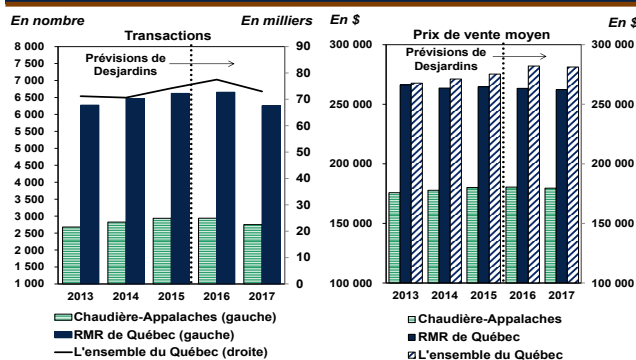 En nombre
En milliers
Transactions
Prévisions de
Desjardins
8 000
7 500
7 000
6 500
6 000
5 500
5 000
4 500
4 000
3 500
3 000
2 500
2 000
1 500
1 000
90
80
70
60
50
40
30
20
10
0
2013 2014 2015 2016 2017
Chaudière-Appalaches (gauche)
RMR de Québec (gauche)
L'ensemble du Québec (droite)
En $
En $
Prix de vente moyen
Prévisions de
Desjardins
300 000
250 000
200 000
150 000
100 000
300 000
250 000
200 000
150 000
100 000
2013 2014 2015 2016 2017
Chaudière-Appalaches
RMR de Québec
L'ensemble du Québec